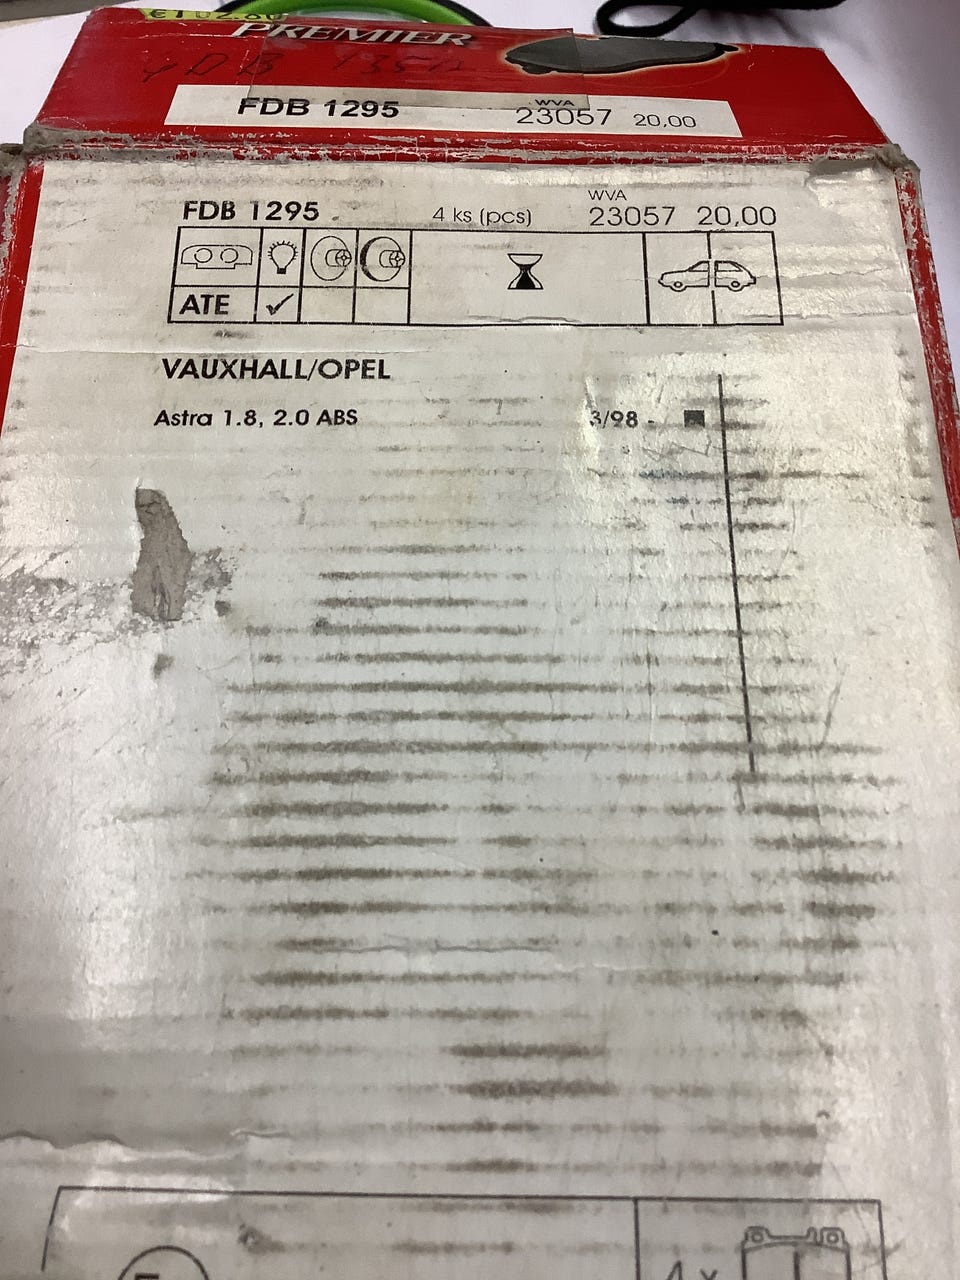 PREMIER
FDB 1295 WVA 23057 20,00
WVA
FDB 1295 4 ks (pcs) 23057 20,00
ATE ✓
VAUXHALL/OPEL
Astra 1.8, 2.0 ABS 3/98 - ■
4x